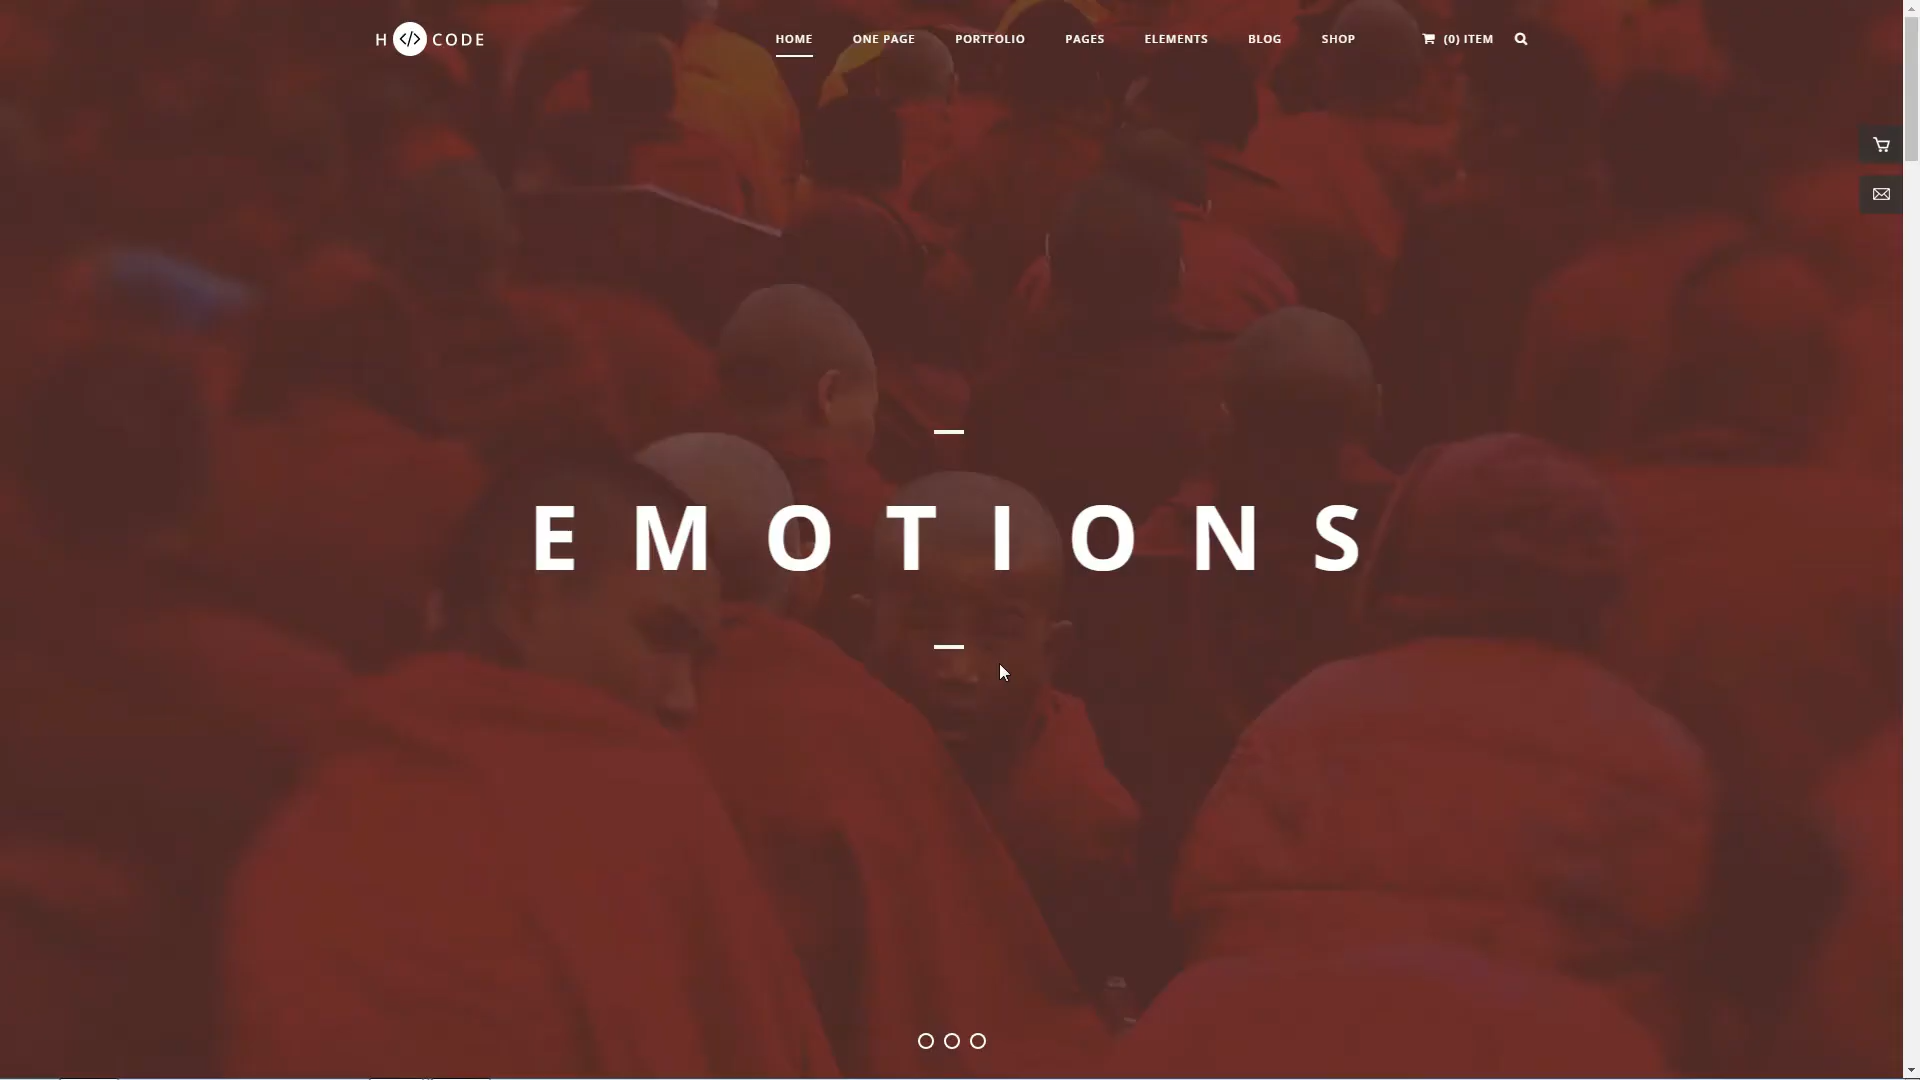 H </> CODE
HOME ONE PAGE PORTFOLIO PAGES ELEMENTS BLOG SHOP (0) ITEM
EMOTIONS